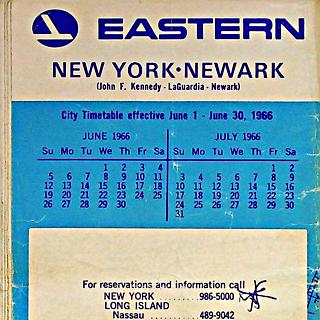 EASTERN
NEW YORK·NEWARK
(John F. Kennedy - LaGuardia - Newark)
City Timetable effective June 1 - June 30, 1966
JUNE 1966
Su Mo Tu We Th Fr Sa
1 2 3 4
5 6 7 8 9 10 11
12 13 14 15 16 17 18
19 20 21 22 23 24 25
26 27 28 29 30
JULY 1966
Su Mo Tu We Th Fr Sa
1 2
3 4 5 6 7 8 9
10 11 12 13 14 15 16
17 18 19 20 21 22 23
24 25 26 27 28 29 30
31
For reservations and information call
NEW YORK ........ 986-5000
LONG ISLAND
Nassau ........ 489-9042